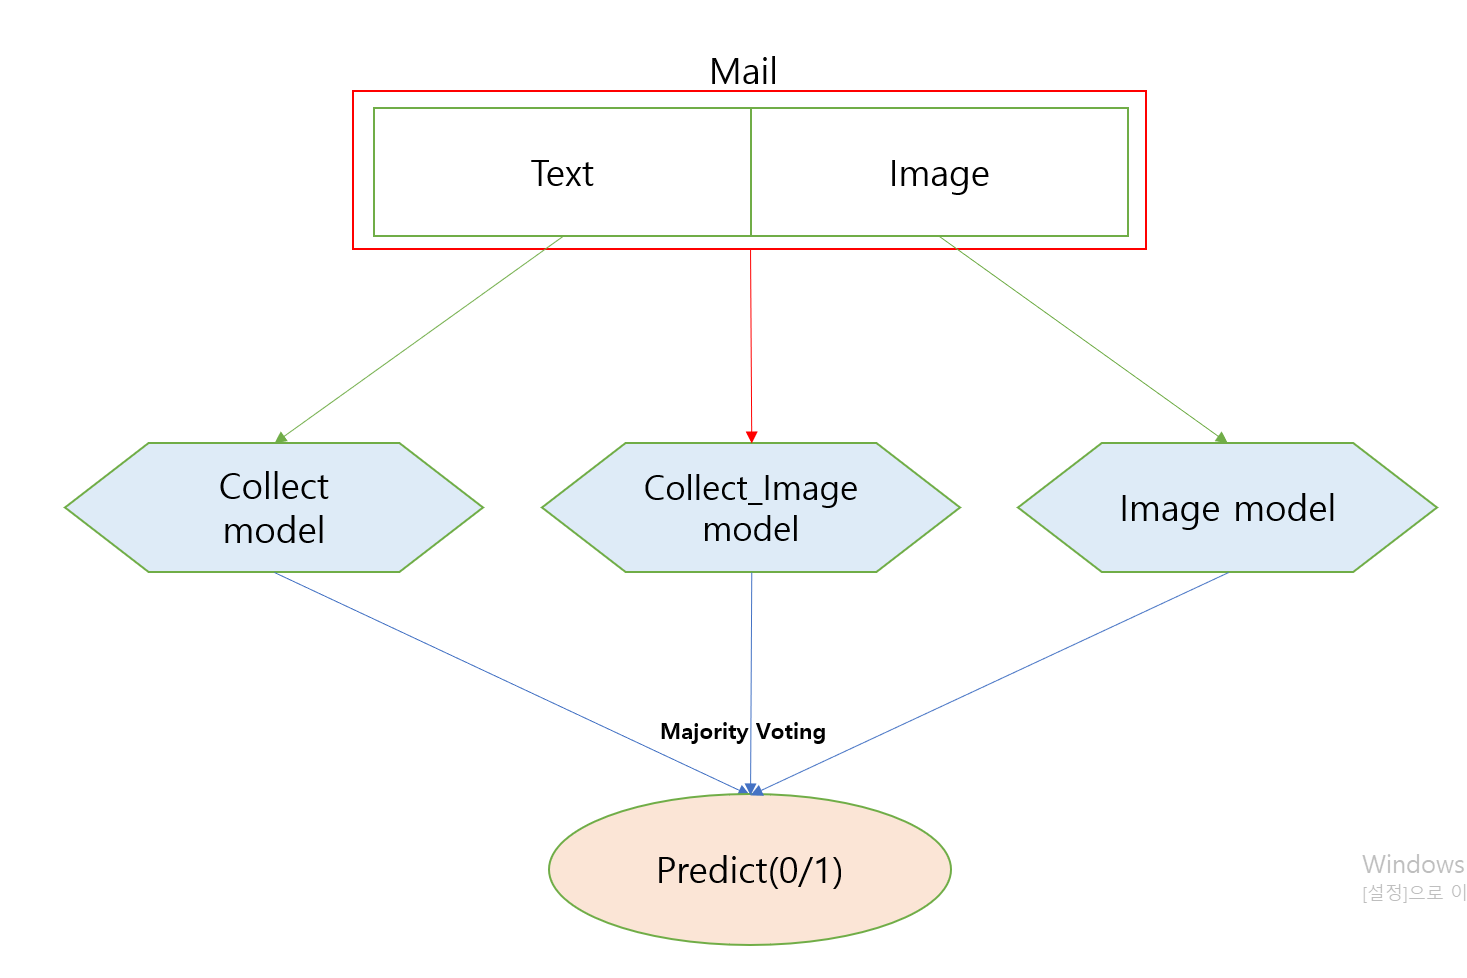 Mail
Text
Image
Collect
model
Collect_Image
model
Image model
Majority Voting
Predict(0/1)
Windows
[설정]으로 이